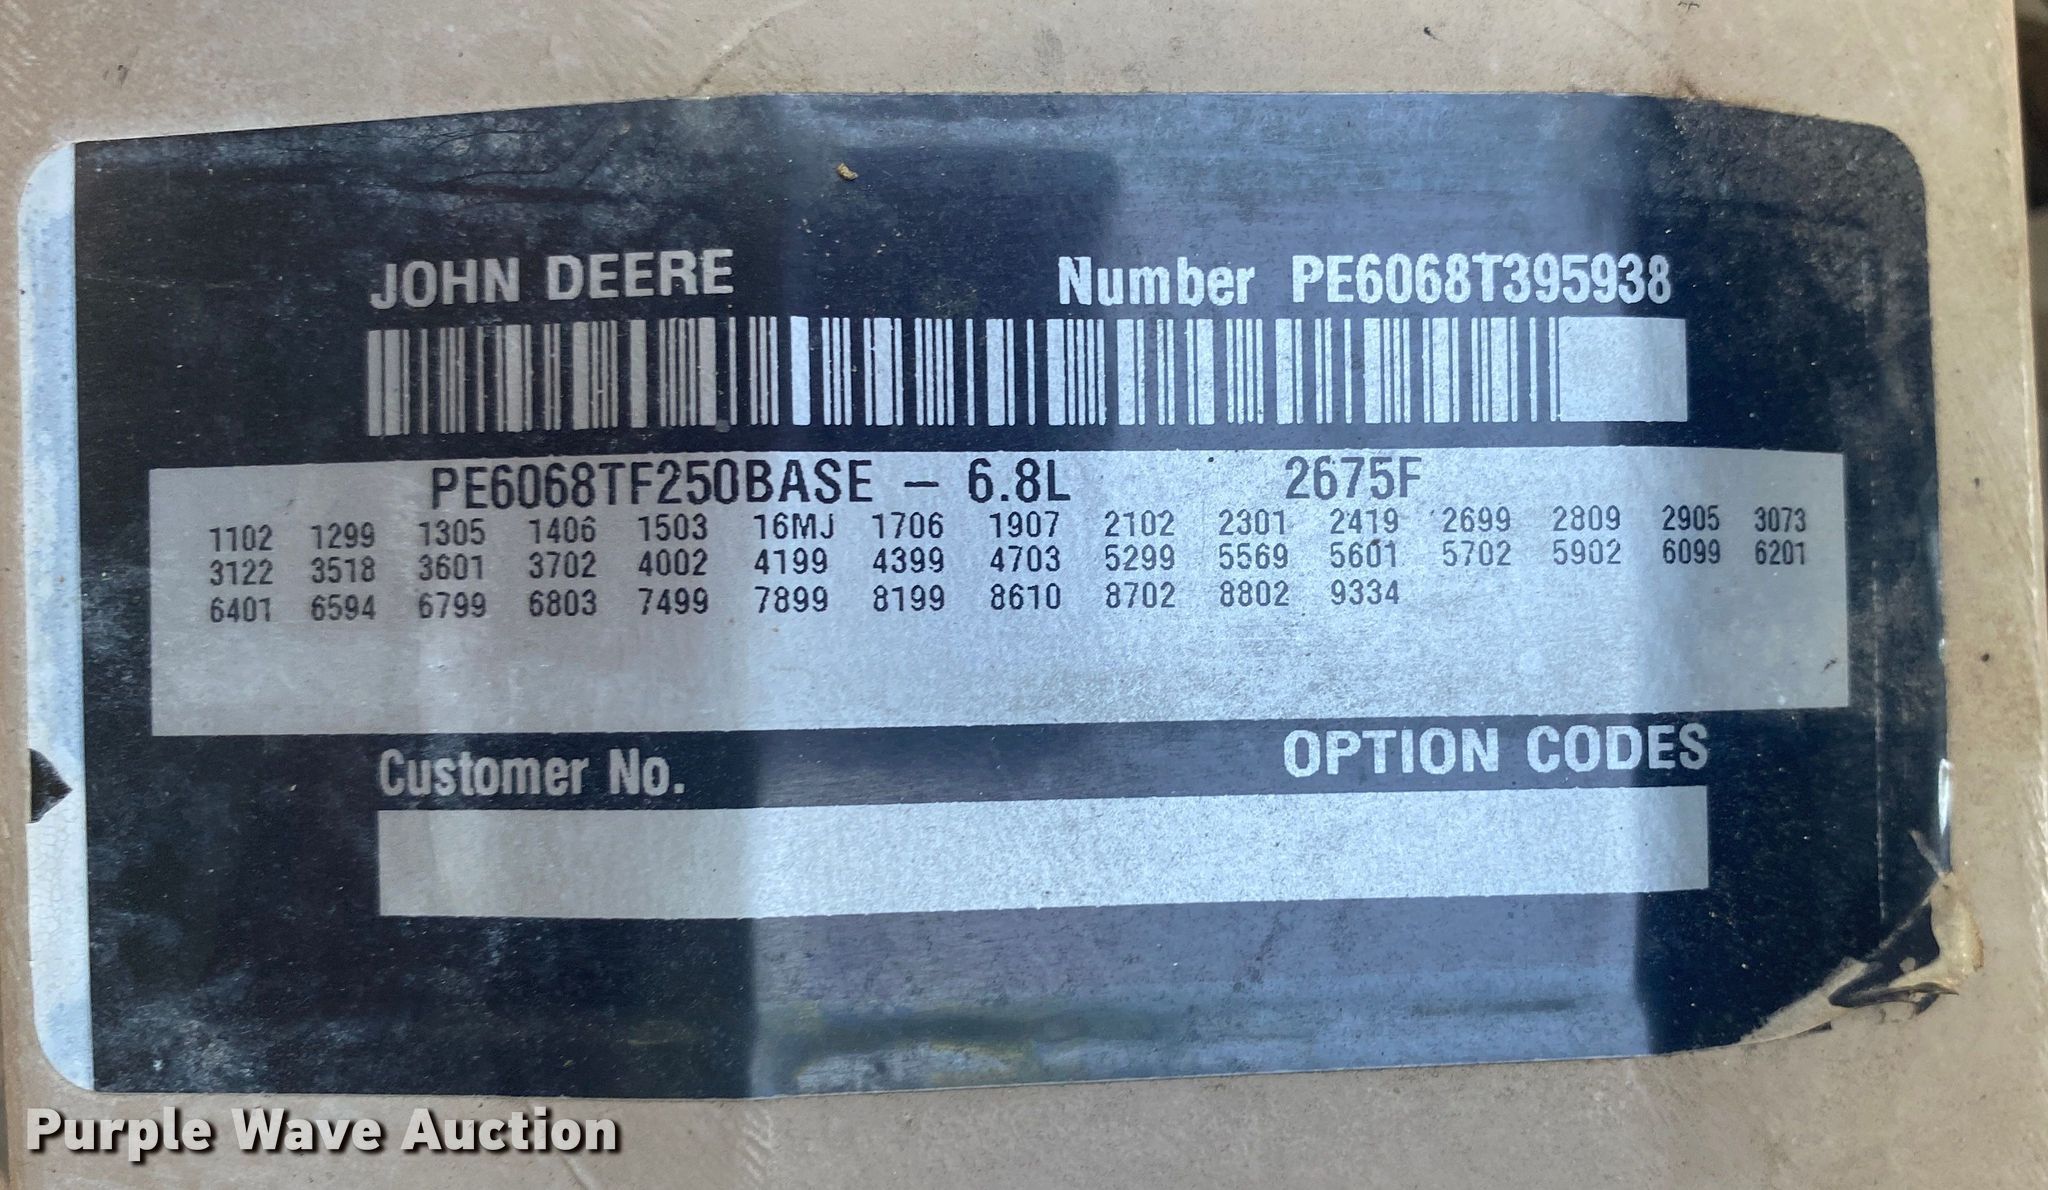 JOHN DEERE Number PE6068T395938
PE6068TF250BASE – 6.8L 2675F
1102 1299 1305 1406 1503 16MJ 1706 1907 2102 2301 2419 2699 2809 2905 3073
3122 3518 3601 3702 4002 4199 4399 4703 5299 5569 5601 5702 5902 6099 6201
6401 6594 6799 6803 7499 7899 8199 8610 8702 8802 9334
Customer No. OPTION CODES
Purple Wave Auction